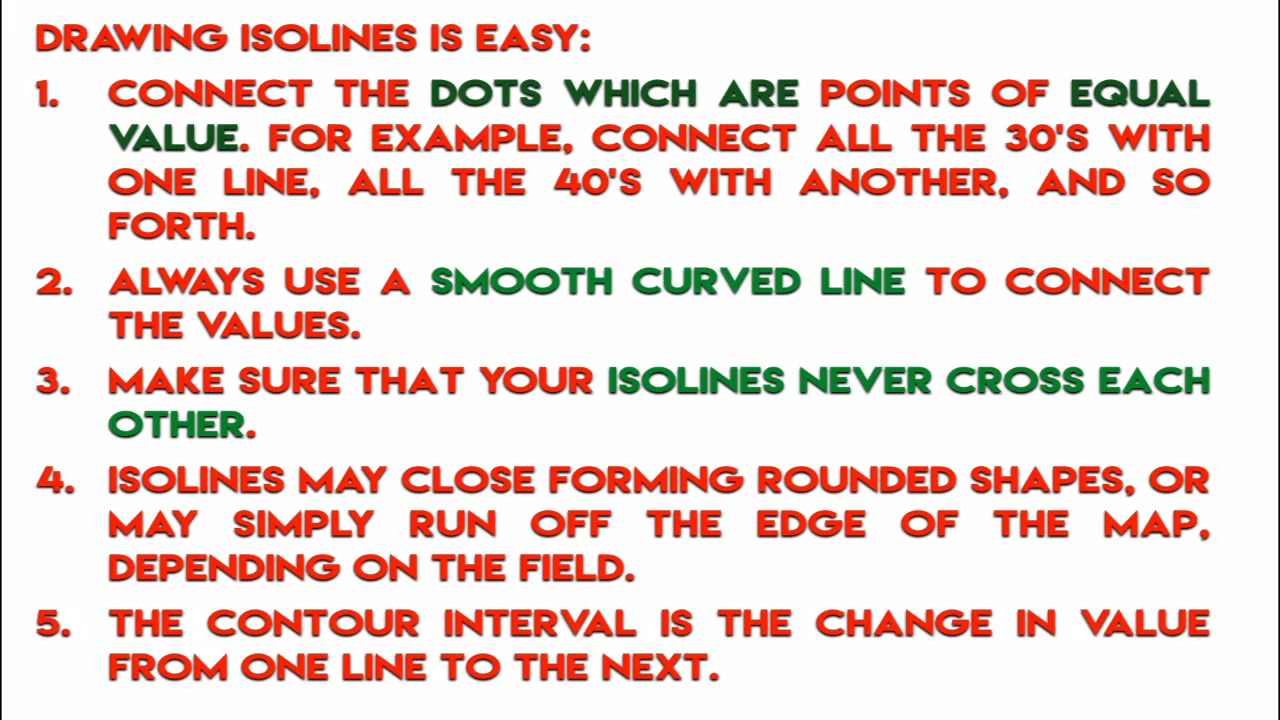 DRAWING ISOLINES IS EASY:
1. CONNECT THE DOTS WHICH ARE POINTS OF EQUAL
VALUE. FOR EXAMPLE, CONNECT ALL THE 30'S WITH
ONE LINE, ALL THE 40'S WITH ANOTHER, AND SO
FORTH.
2. ALWAYS USE A SMOOTH CURVED LINE TO CONNECT
THE VALUES.
3. MAKE SURE THAT YOUR ISOLINES NEVER CROSS EACH
OTHER.
4. ISOLINES MAY CLOSE FORMING ROUNDED SHAPES, OR
MAY SIMPLY RUN OFF THE EDGE OF THE MAP,
DEPENDING ON THE FIELD.
5. THE CONTOUR INTERVAL IS THE CHANGE IN VALUE
FROM ONE LINE TO THE NEXT.